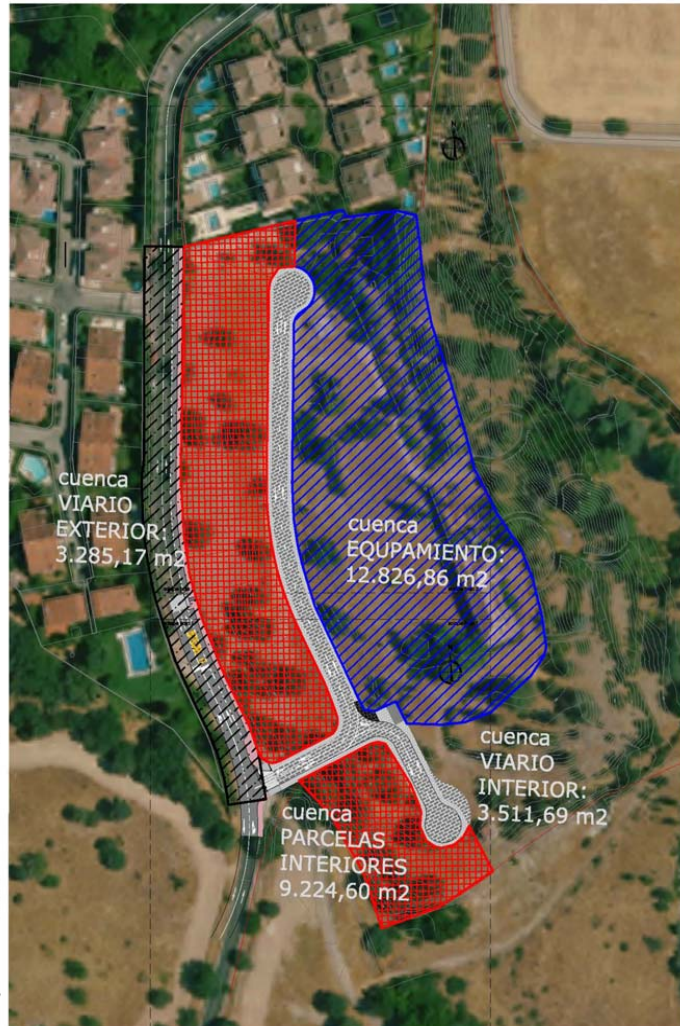 cuenca
VIARIO
EXTERIOR:
3.285,17 m2
cuenca
EQUPAMIENTO:
12.826,86 m2
cuenca
VIARIO
INTERIOR:
3.511,69 m2
cuenca
PARCELAS
INTERIORES
9.224,60 m2